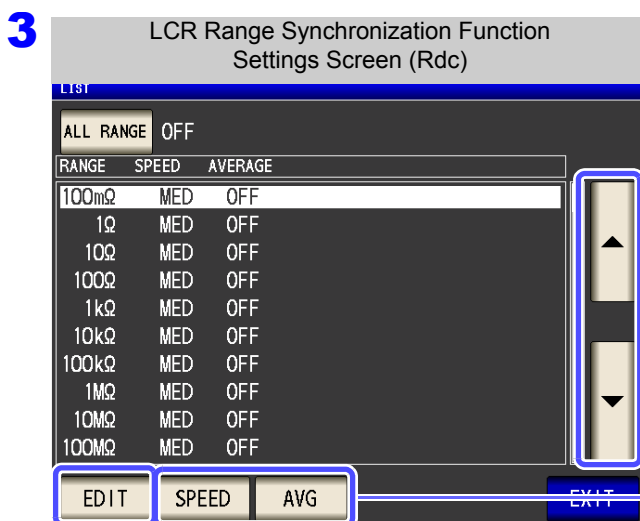 3
LCR Range Synchronization Function
Settings Screen (Rdc)
LIST
ALL RANGE OFF
RANGE SPEED AVERAGE
100mΩ MED OFF
1Ω MED OFF
10Ω MED OFF
100Ω MED OFF
1kΩ MED OFF
10kΩ MED OFF
100kΩ MED OFF
1MΩ MED OFF
10MΩ MED OFF
100MΩ MED OFF
EDIT SPEED AVG EXIT